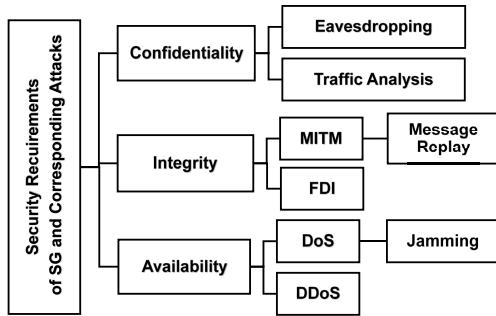 Security Recuirements
of SG and Corresponding Attacks
Confidentiality
Eavesdropping
Traffic Analysis
Integrity
MITM
Message
Replay
FDI
Availability
DoS
Jamming
DDoS